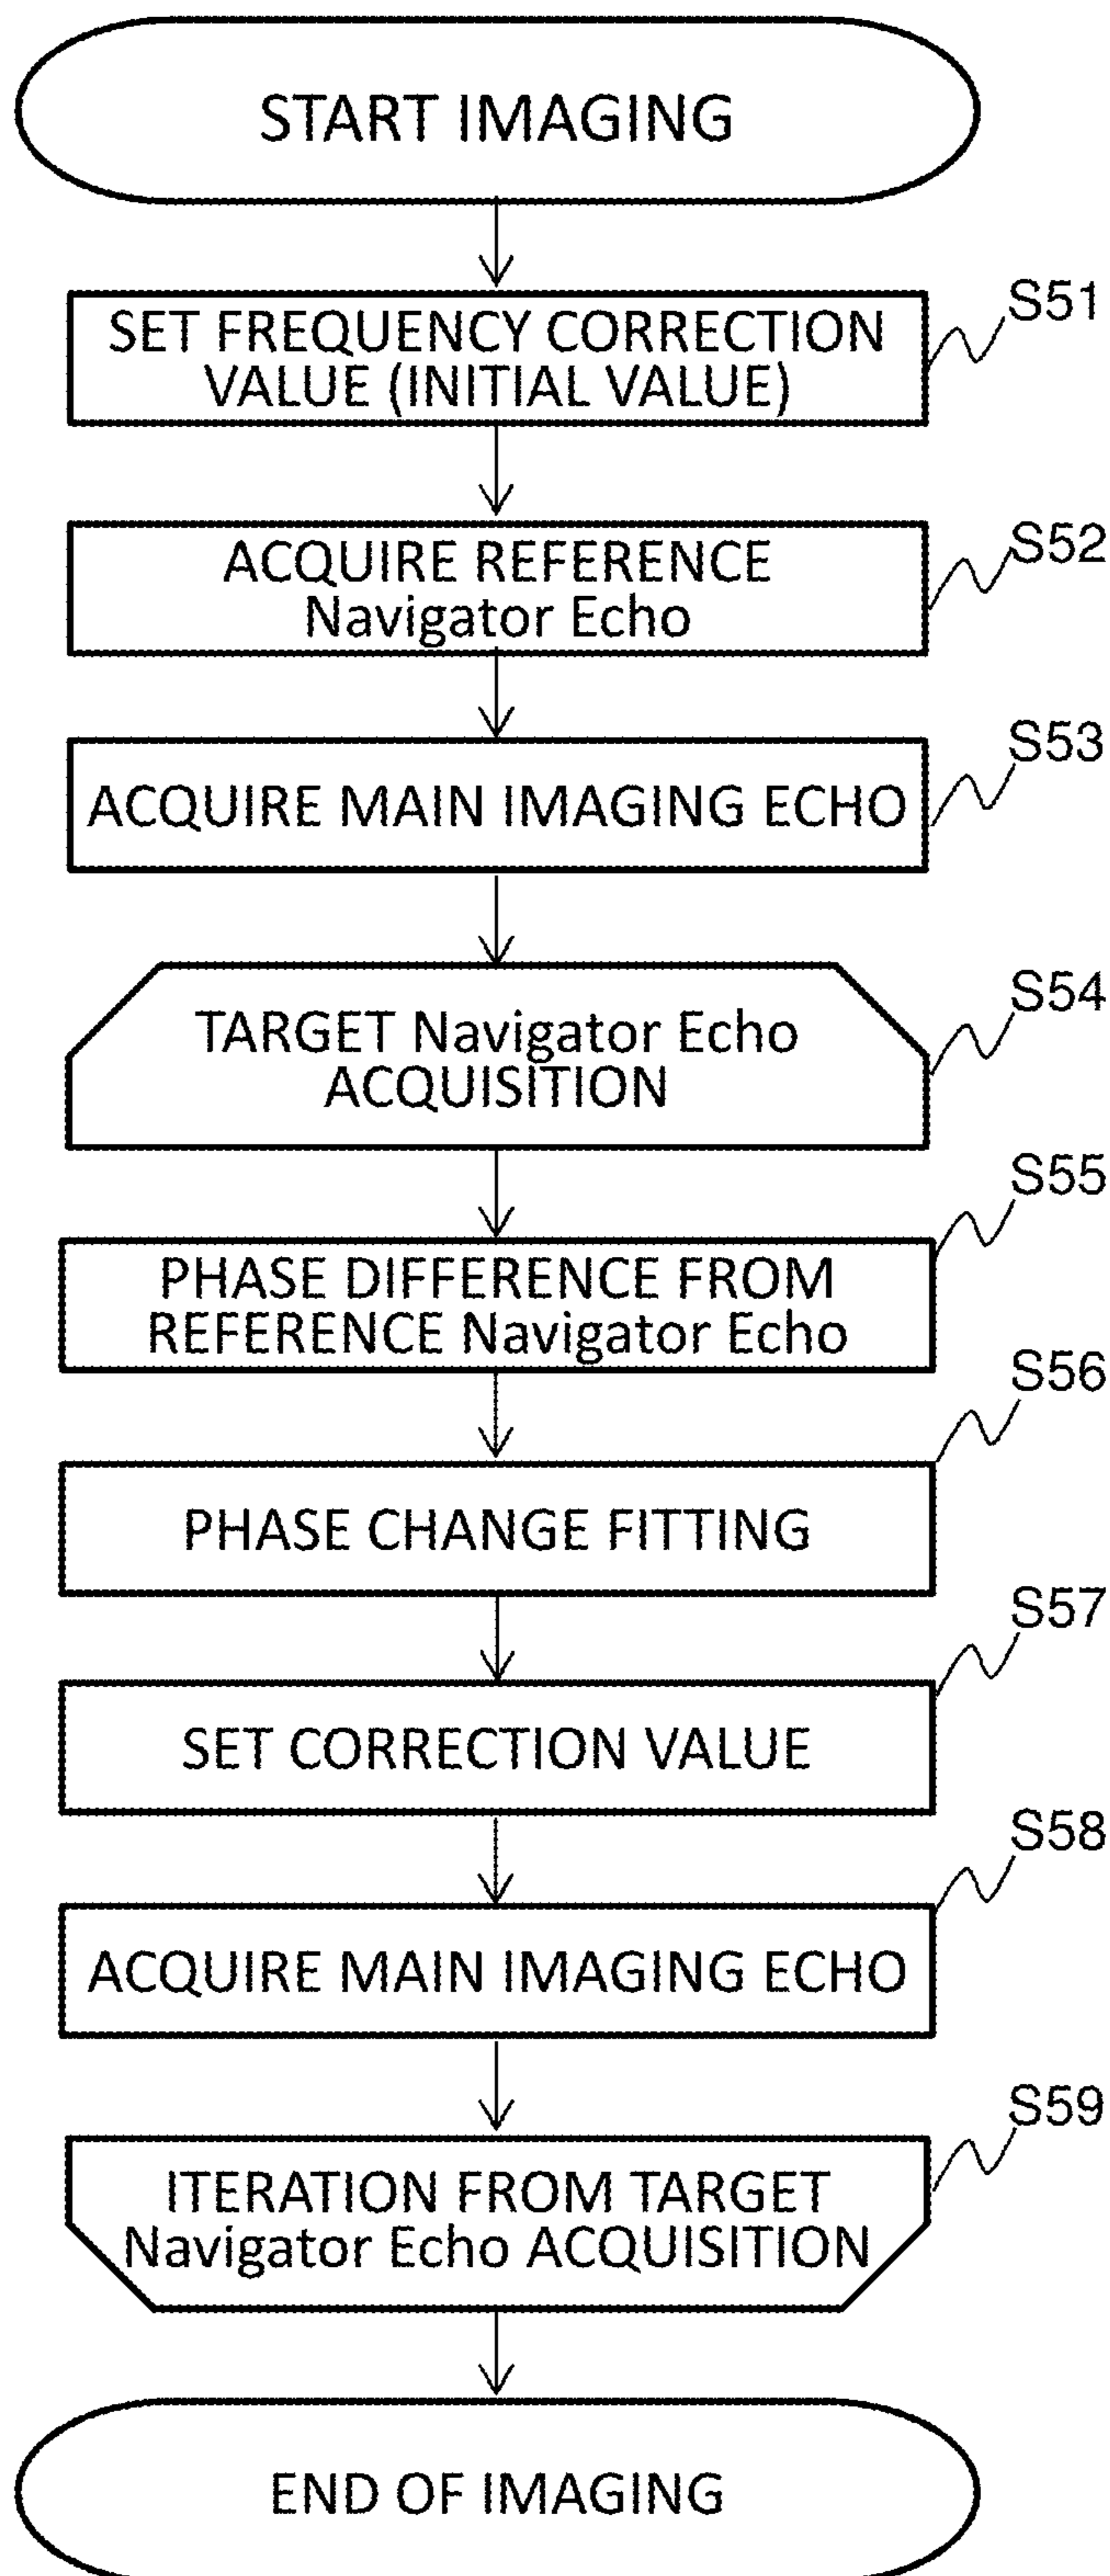 START IMAGING
S51
SET FREQUENCY CORRECTION
VALUE (INITIAL VALUE)
S52
ACQUIRE REFERENCE
Navigator Echo
S53
ACQUIRE MAIN IMAGING ECHO
S54
TARGET Navigator Echo
ACQUISITION
S55
PHASE DIFFERENCE FROM
REFERENCE Navigator Echo
S56
PHASE CHANGE FITTING
S57
SET CORRECTION VALUE
S58
ACQUIRE MAIN IMAGING ECHO
S59
ITERATION FROM TARGET
Navigator Echo ACQUISITION
END OF IMAGING